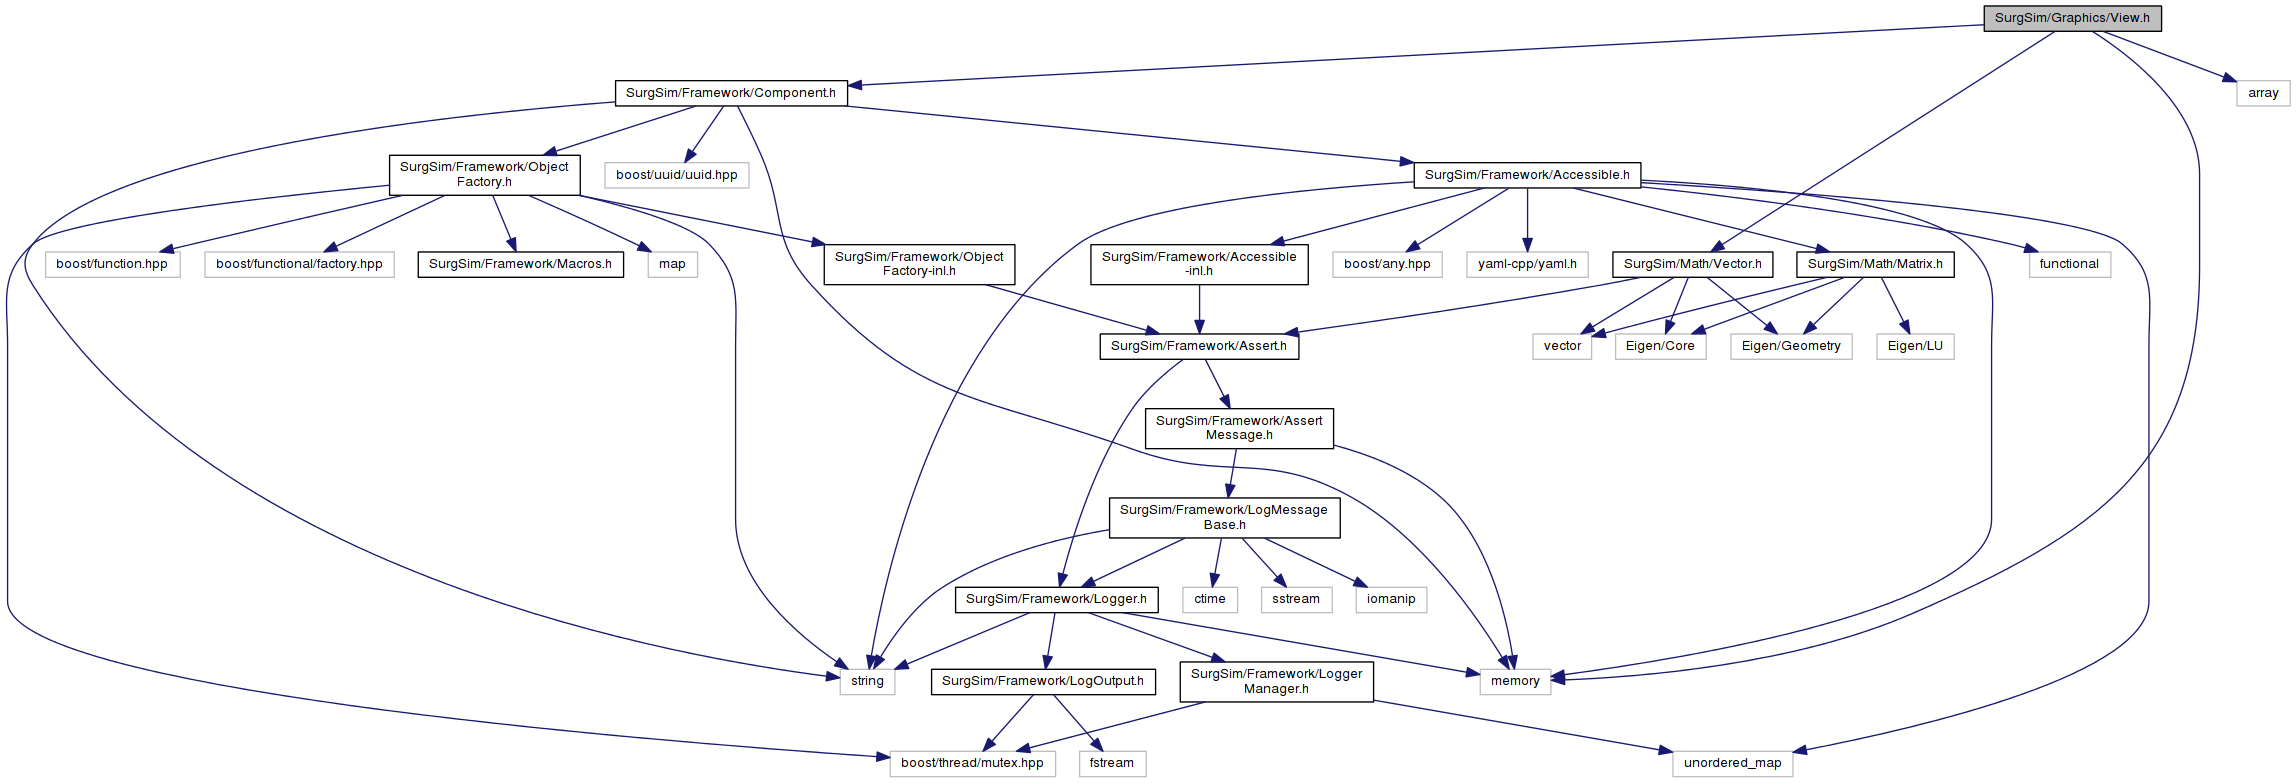 SurgSim/Graphics/View.h
SurgSim/Framework/Component.h
array
SurgSim/Framework/Object
Factory.h
boost/uuid/uuid.hpp
SurgSim/Framework/Accessible.h
boost/function.hpp
boost/functional/factory.hpp
SurgSim/Framework/Macros.h
map
SurgSim/Framework/Object
Factory-inl.h
SurgSim/Framework/Accessible
-inl.h
boost/any.hpp
yaml-cpp/yaml.h
SurgSim/Math/Vector.h
SurgSim/Math/Matrix.h
functional
SurgSim/Framework/Assert.h
vector
Eigen/Core
Eigen/Geometry
Eigen/LU
SurgSim/Framework/Assert
Message.h
SurgSim/Framework/LogMessage
Base.h
SurgSim/Framework/Logger.h
ctime
sstream
iomanip
string
SurgSim/Framework/LogOutput.h
SurgSim/Framework/Logger
Manager.h
memory
boost/thread/mutex.hpp
fstream
unordered_map